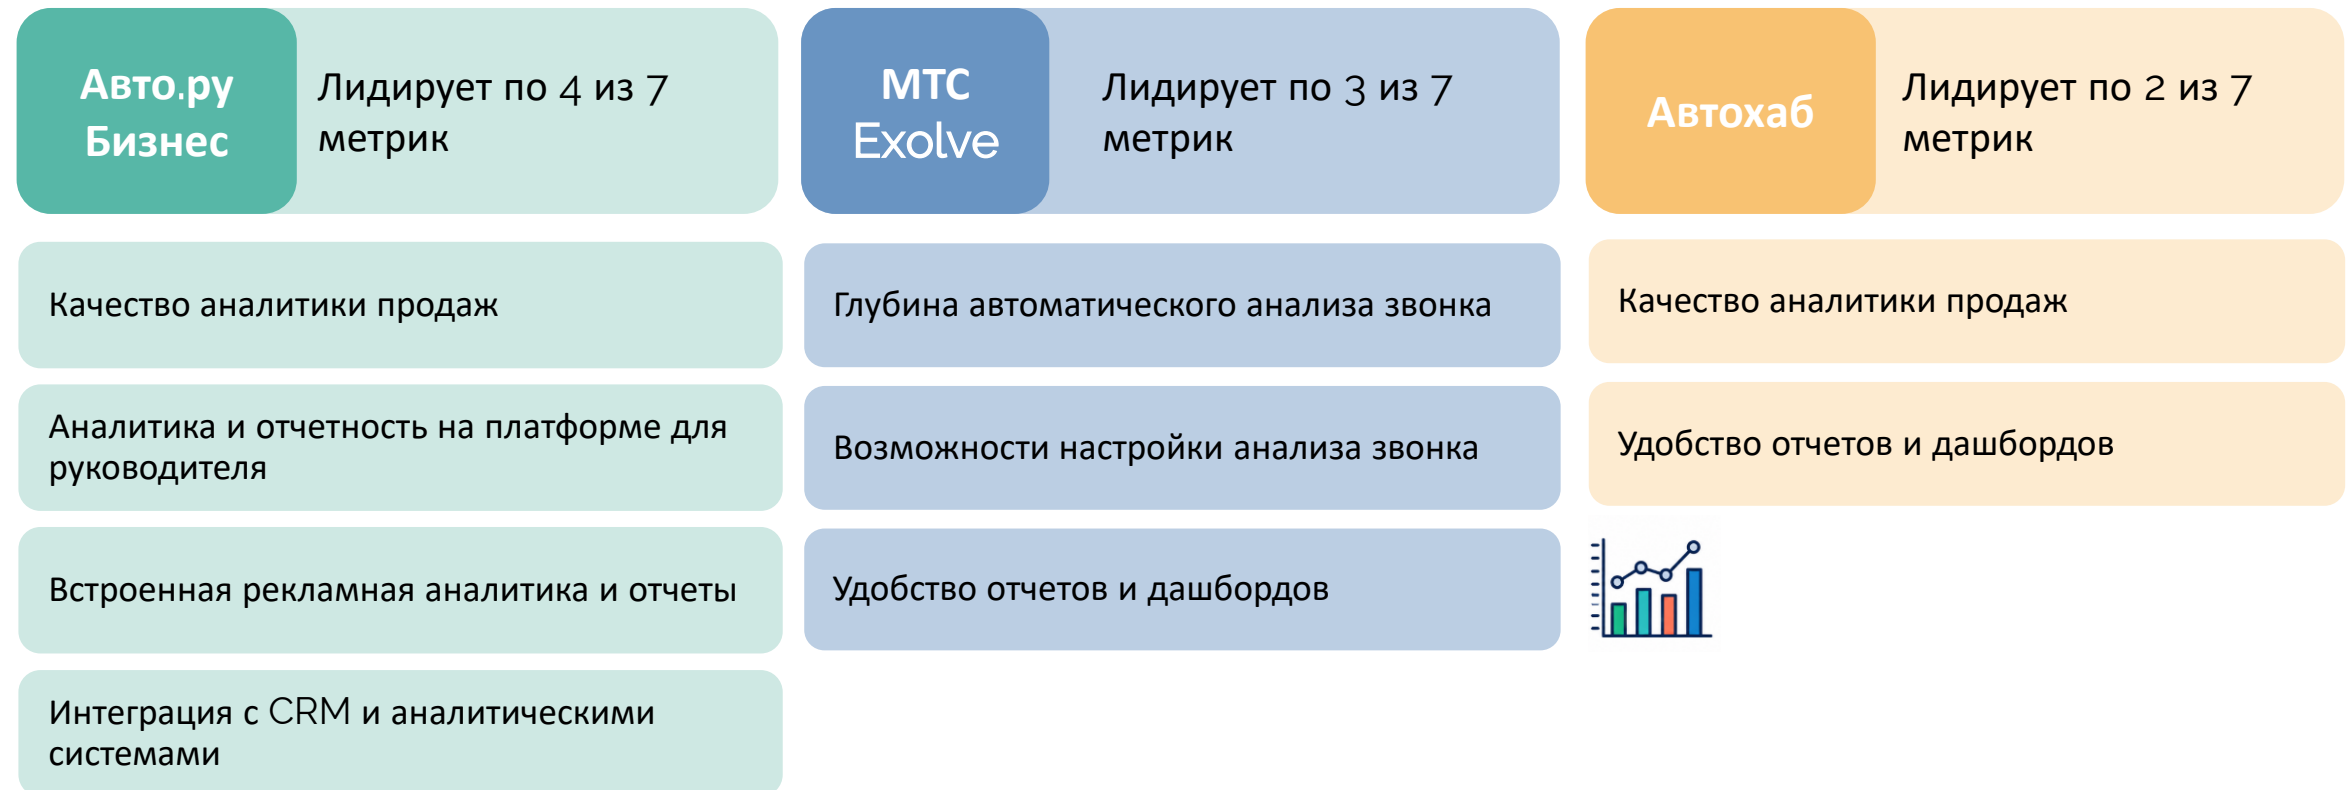 Авто.ру
Бизнес
Лидирует по 4 из 7
метрик
Качество аналитики продаж
Аналитика и отчетность на платформе для
руководителя
Встроенная рекламная аналитика и отчеты
Интеграция с CRM и аналитическими
системами
МТС
Exolve
Лидирует по 3 из 7
метрик
Глубина автоматического анализа звонка
Возможности настройки анализа звонка
Удобство отчетов и дашбордов
Автохаб
Лидирует по 2 из 7
метрик
Качество аналитики продаж
Удобство отчетов и дашбордов